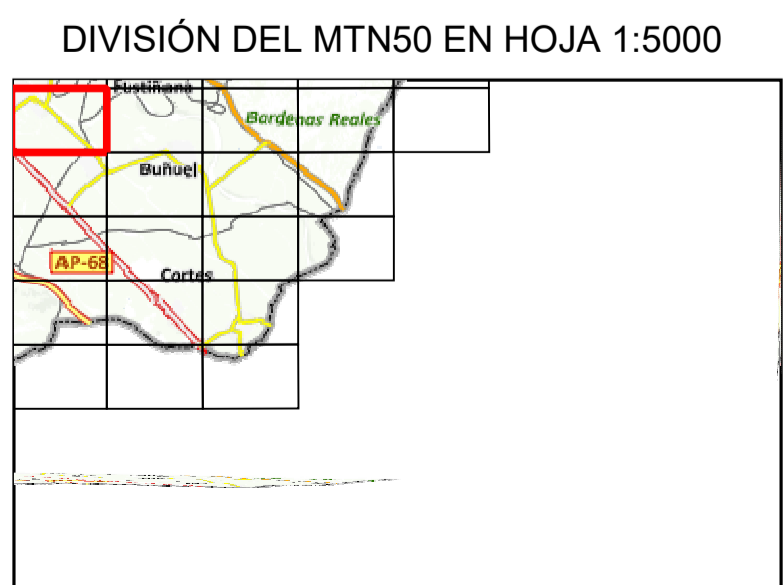 DIVISIÓN DEL MTN50 EN HOJA 1:5000
Fustiñana
Bardenas Reales
Buñuel
AP-68
Cortes